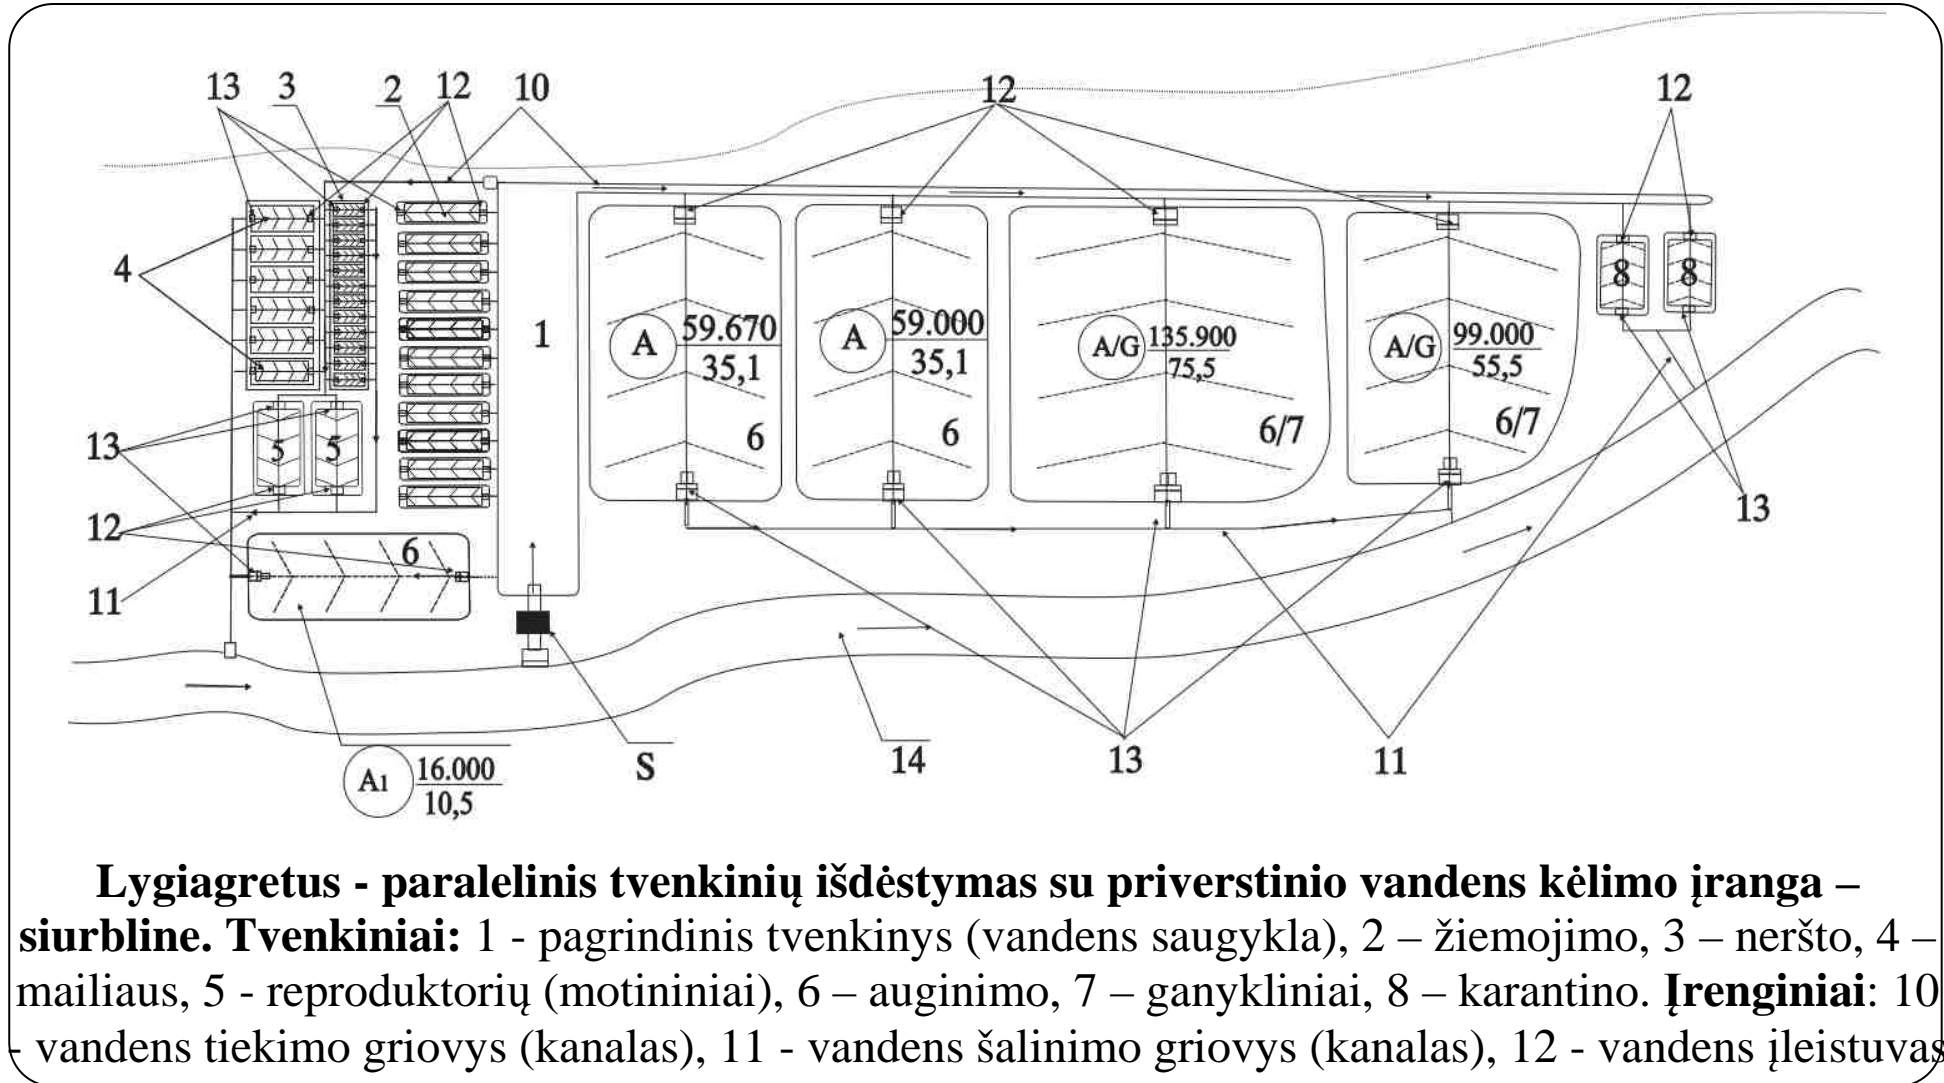 13 3 2 12 10 12 12
4
8 8
1
A 59.670
35,1
A 59.000
35,1
A/G 135.900
75,5
A/G 99.000
55,5
6 6 6/7 6/7
13
5 5
12
13
6
11
A1 16.000
10,5
S
14
13
11
Lygiagretus - paralelinis tvenkinių išdėstymas su priverstinio vandens kėlimo įranga –
siurbline. Tvenkiniai: 1 - pagrindinis tvenkinys (vandens saugykla), 2 – žiemojimo, 3 – neršto, 4 –
mailiaus, 5 - reproduktorių (motininiai), 6 – auginimo, 7 – ganykliniai, 8 – karantino. Įrenginiai: 10
- vandens tiekimo griovys (kanalas), 11 - vandens šalinimo griovys (kanalas), 12 - vandens įleistuvas